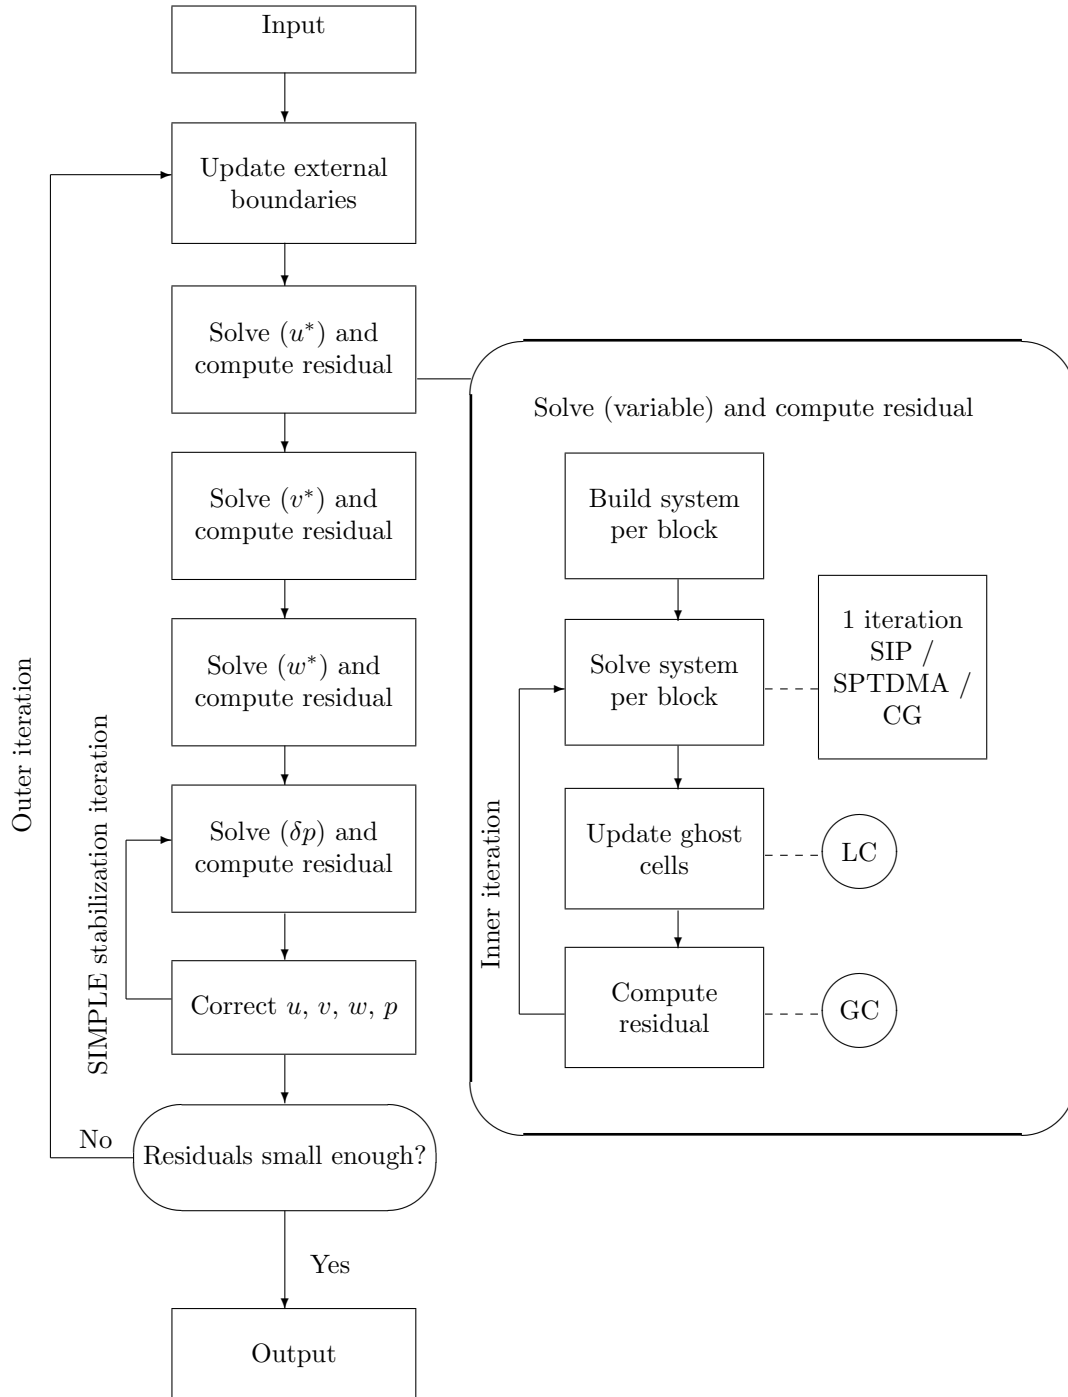 Input
Update external
boundaries
Solve (u*) and
compute residual
Solve (v*) and
compute residual
Solve (w*) and
compute residual
Solve (δp) and
compute residual
Correct u, v, w, p
Residuals small enough?
No
Yes
Output
Outer iteration
SIMPLE stabilization iteration
Solve (variable) and compute residual
Build system
per block
Solve system
per block
1 iteration
SIP /
SPTDMA /
CG
Update ghost
cells
LC
Compute
residual
GC
Inner iteration